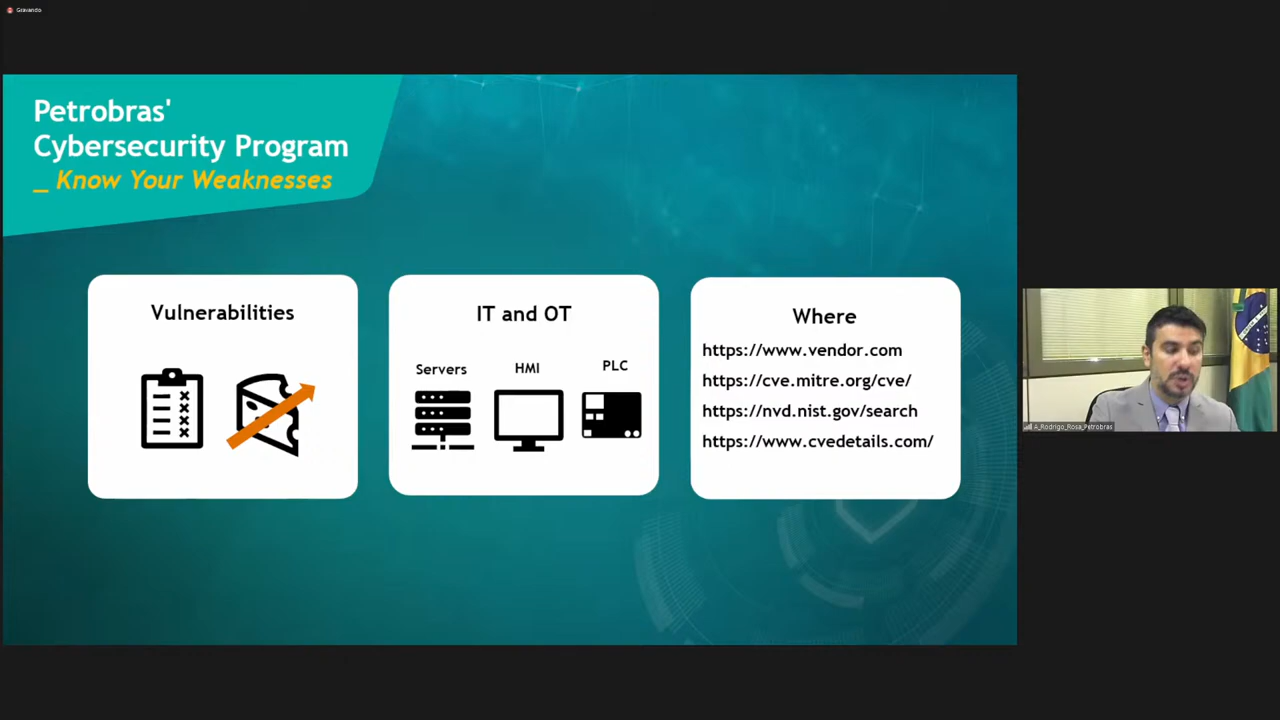 Gravando
Petrobras'
Cybersecurity Program
_ Know Your Weaknesses
Vulnerabilities
IT and OT
Servers
HMI
PLC
Where
https://www.vendor.com
https://cve.mitre.org/cve/
https://nvd.nist.gov/search
https://www.cvedetails.com/
A_Rodrigo_Rosa_Petrobras